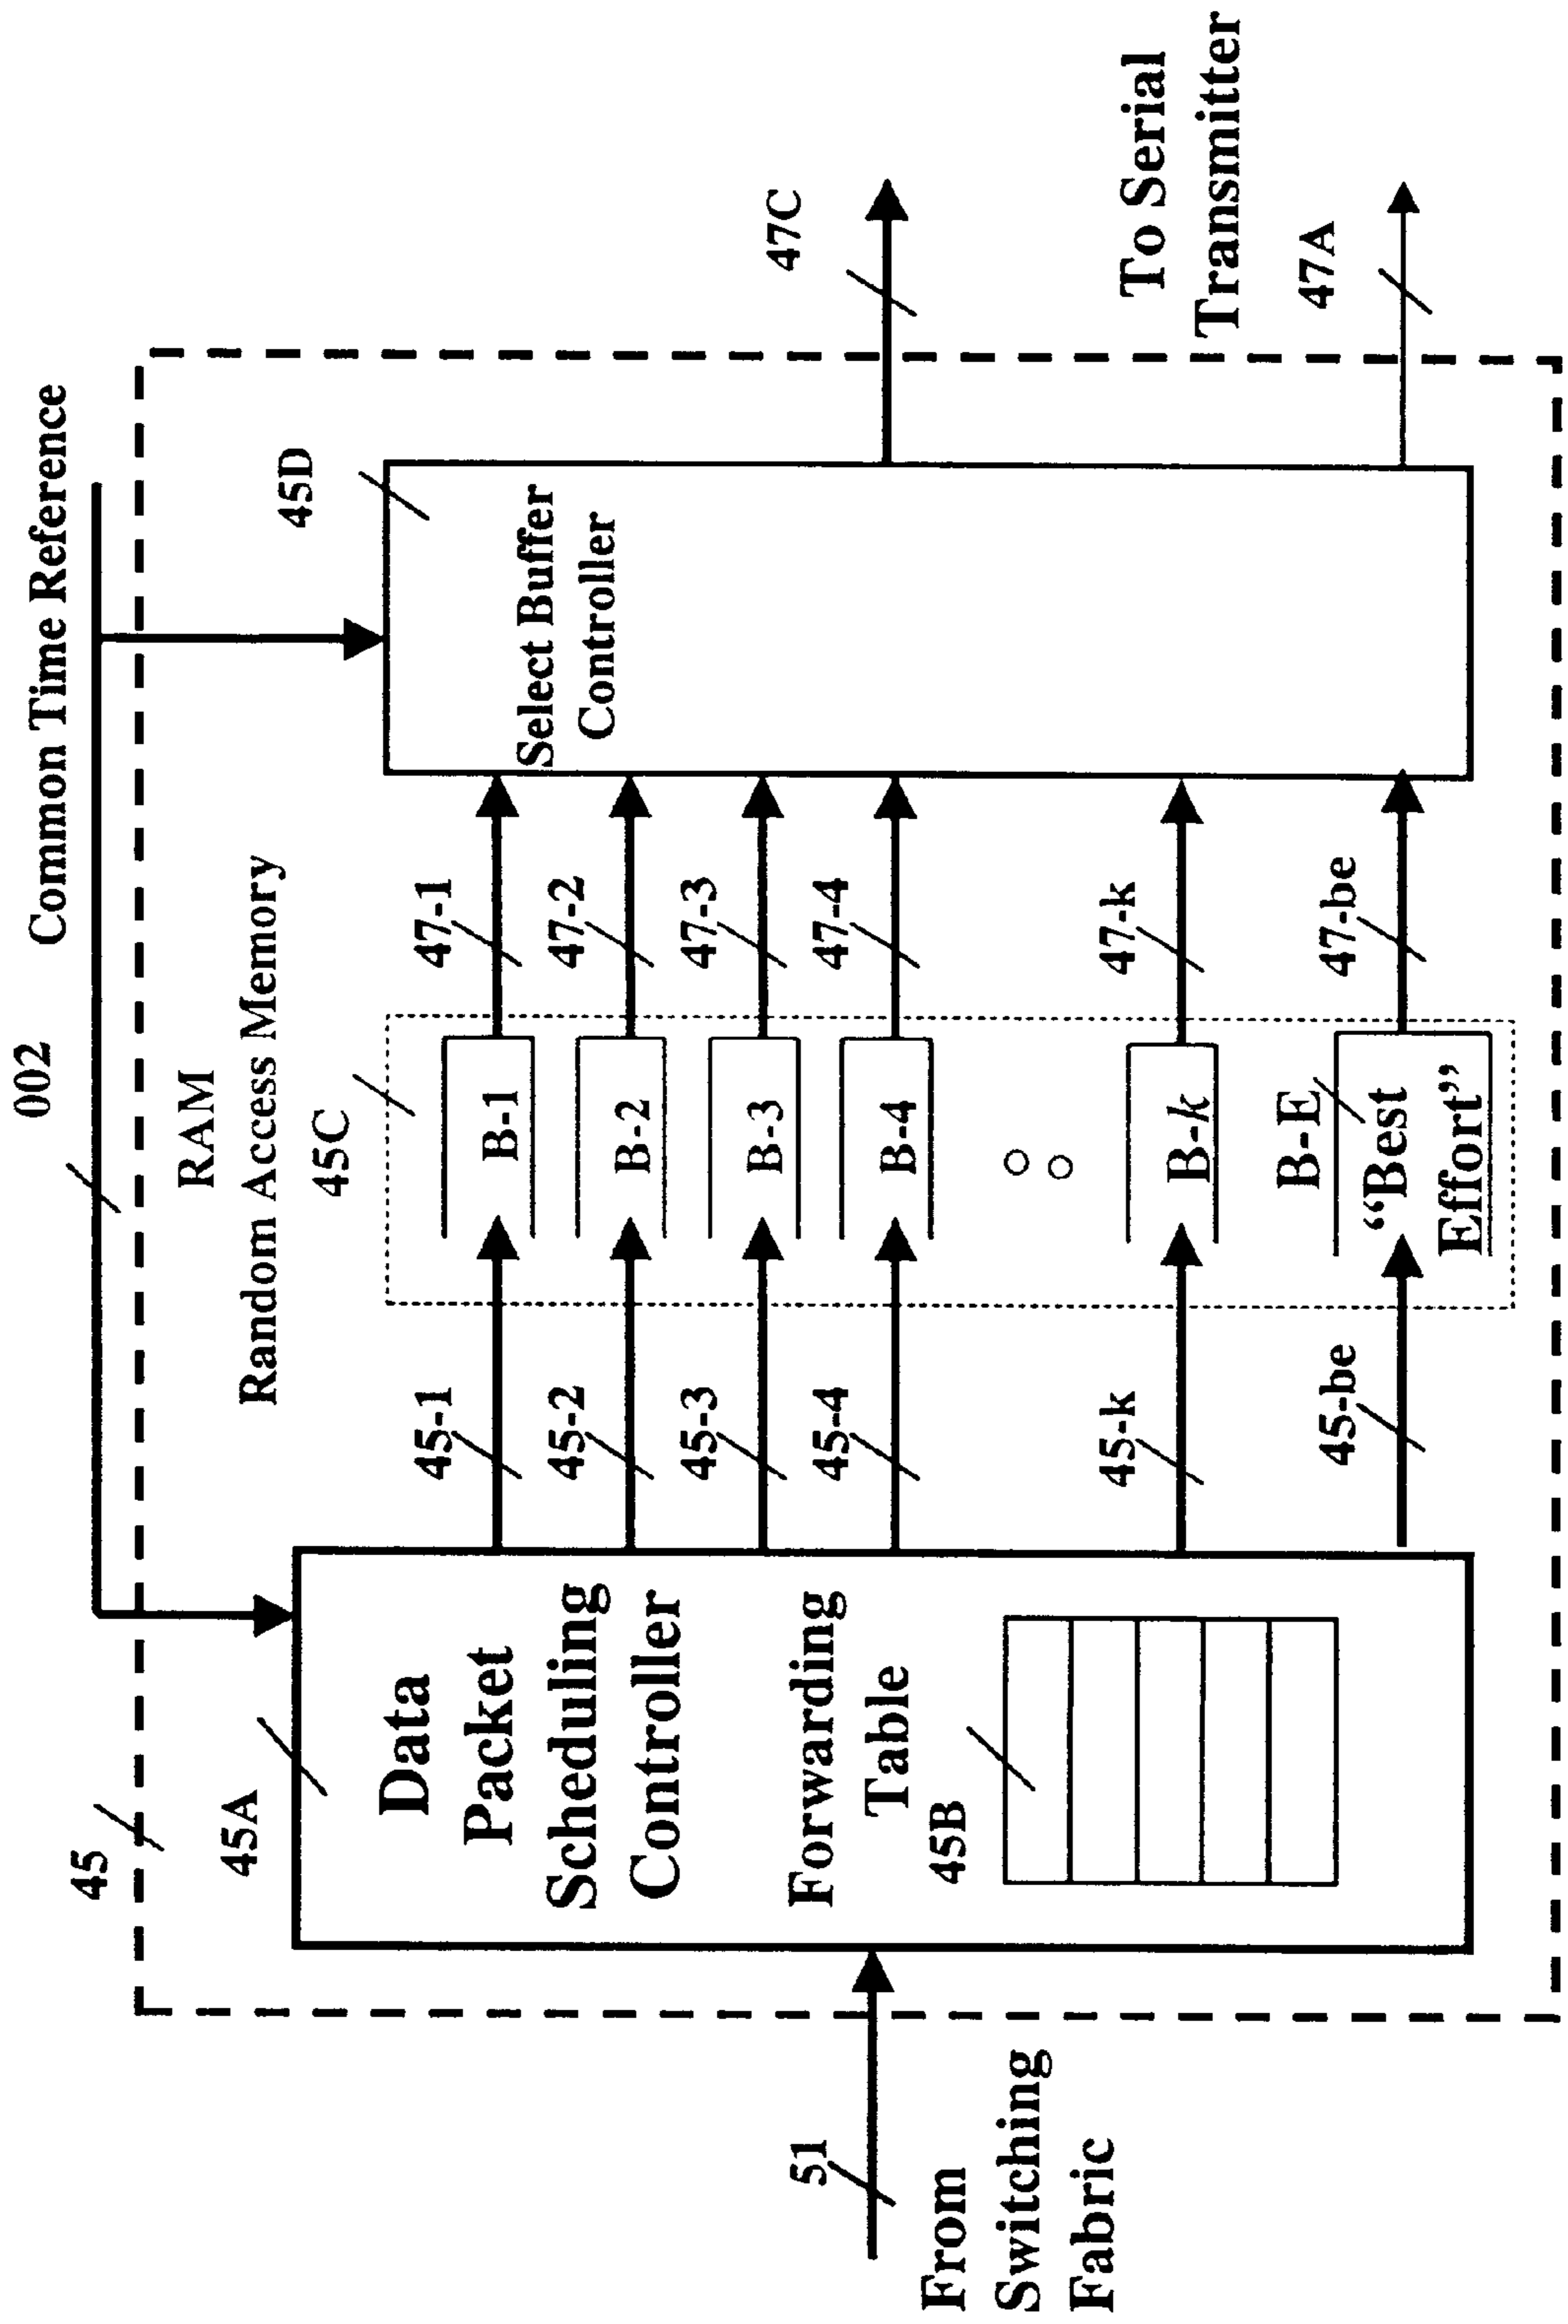 002
Common Time Reference
45
RAM
Random Access Memory
45A
45C
45D
Data
Packet
Scheduling
Controller
Forwarding
Table
45B
45-1
B-1
47-1
45-2
B-2
47-2
45-3
B-3
47-3
45-4
B-4
47-4
45-k
B-k
47-k
45-be
B-E
“Best
Effort”
47-be
Select Buffer
Controller
47C
To Serial
Transmitter
47A
51
From
Switching
Fabric